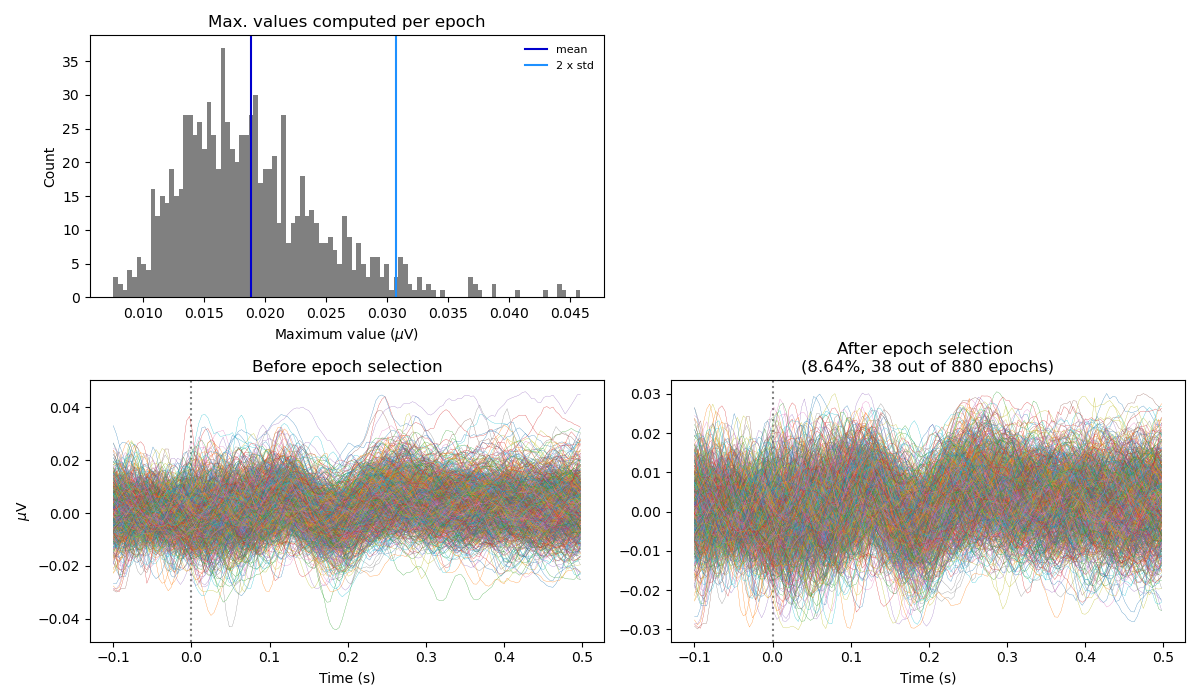 Max. values computed per epoch
Count
35
30
25
20
15
10
5
0
mean
2 x std
0.010 0.015 0.020 0.025 0.030 0.035 0.040 0.045
Maximum value (μV)
Before epoch selection
μV
0.04
0.02
0.00
−0.02
−0.04
−0.1 0.0 0.1 0.2 0.3 0.4 0.5
Time (s)
After epoch selection
(8.64%, 38 out of 880 epochs)
0.03
0.02
0.01
0.00
−0.01
−0.02
−0.03
−0.1 0.0 0.1 0.2 0.3 0.4 0.5
Time (s)